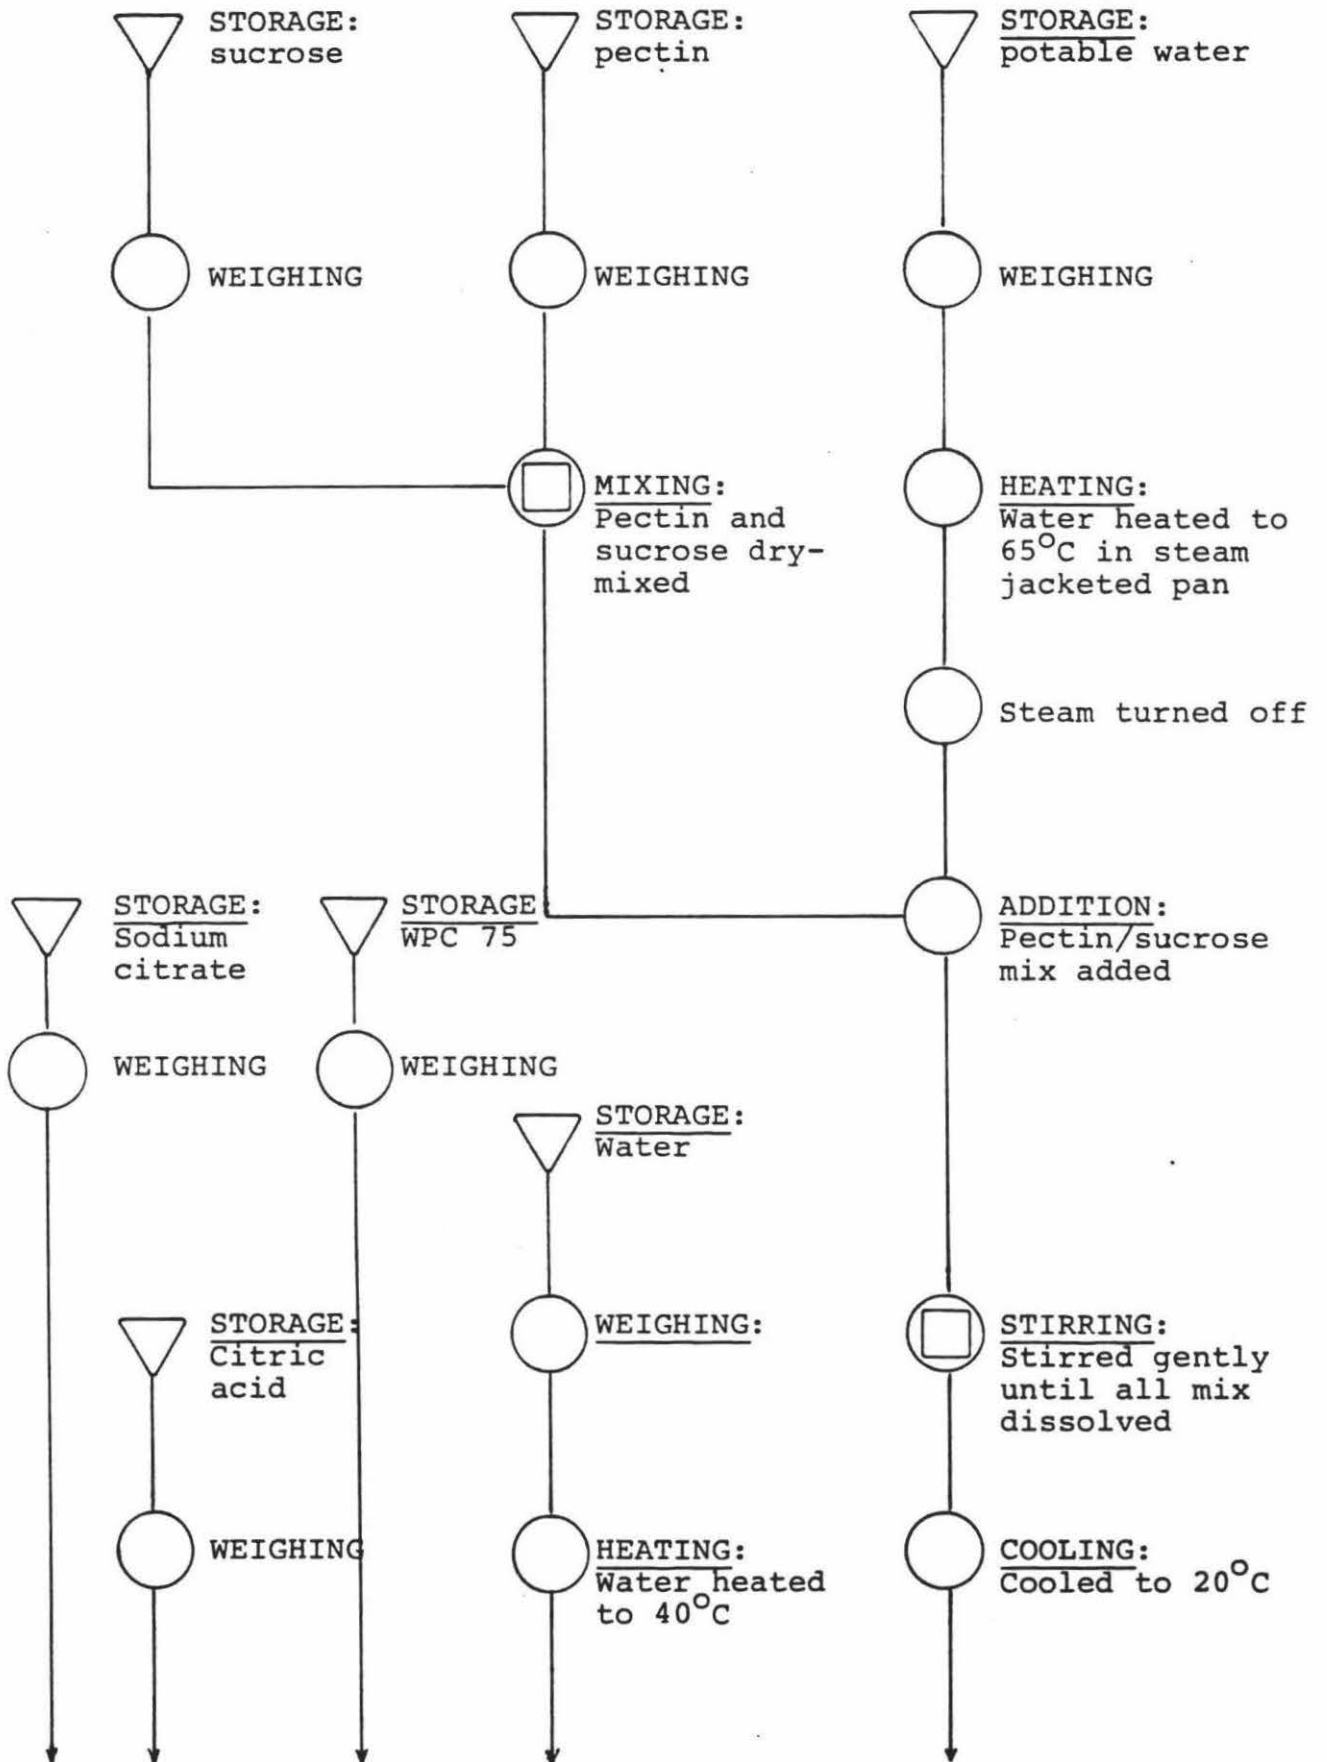 STORAGE:
sucrose
STORAGE:
pectin
STORAGE:
potable water
WEIGHING
WEIGHING
WEIGHING
MIXING:
Pectin and
sucrose dry-
mixed
HEATING:
Water heated to
65°C in steam
jacketed pan
Steam turned off
STORAGE:
Sodium
citrate
STORAGE
WPC 75
ADDITION:
Pectin/sucrose
mix added
WEIGHING
WEIGHING
STORAGE:
Water
STORAGE:
Citric
acid
WEIGHING:
STIRRING:
Stirred gently
until all mix
dissolved
WEIGHING
HEATING:
Water heated
to 40°C
COOLING:
Cooled to 20°C